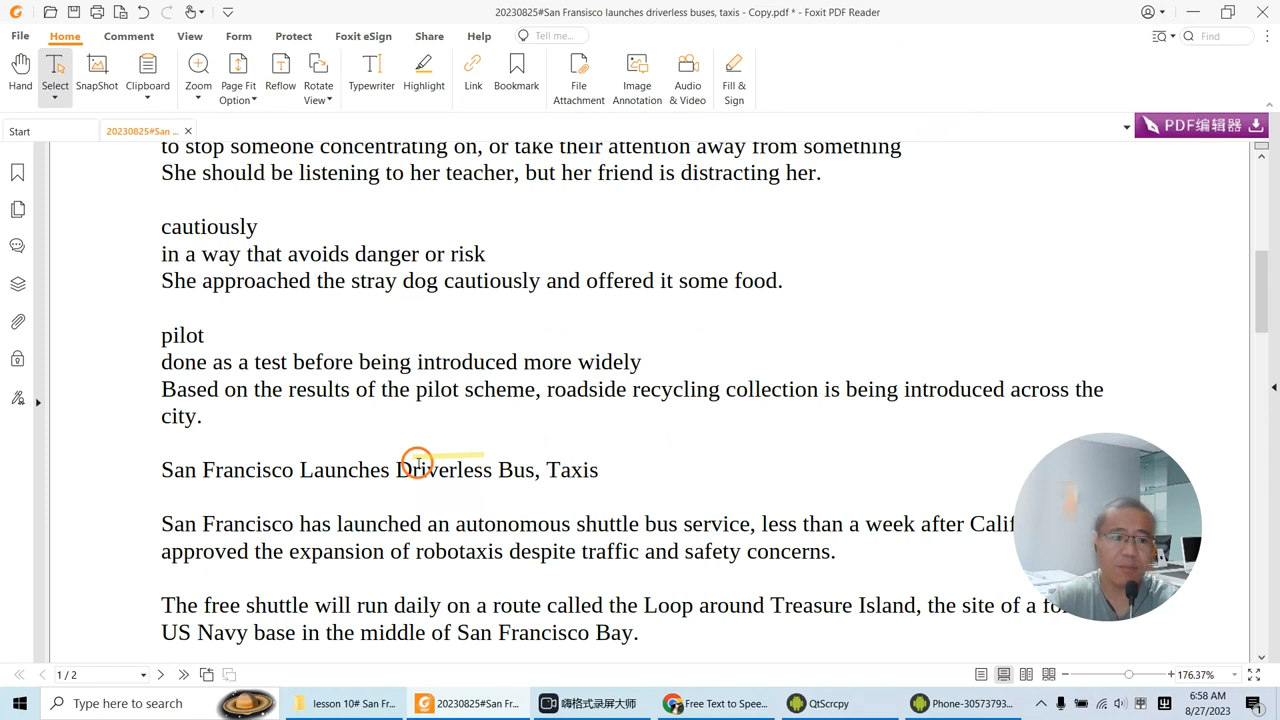 20230825#San Fransisco launches driverless buses, taxis - Copy.pdf * - Foxit PDF Reader
File Home Comment View Form Protect Foxit eSign Share Help Tell me... Find
Hand Select SnapShot Clipboard Zoom Page Fit Option Reflow Rotate View Typewriter Highlight Link Bookmark File Attachment Image Annotation Audio & Video Fill & Sign
Start 20230825#San ... PDF编辑器
to stop someone concentrating on, or take their attention away from something
She should be listening to her teacher, but her friend is distracting her.
cautiously
in a way that avoids danger or risk
She approached the stray dog cautiously and offered it some food.
pilot
done as a test before being introduced more widely
Based on the results of the pilot scheme, roadside recycling collection is being introduced across the
city.
San Francisco Launches Driverless Bus, Taxis
San Francisco has launched an autonomous shuttle bus service, less than a week after Calif
approved the expansion of robotaxis despite traffic and safety concerns.
The free shuttle will run daily on a route called the Loop around Treasure Island, the site of a fo
US Navy base in the middle of San Francisco Bay.
1 / 2 176.37%
Type here to search lesson 10# San Fr... 20230825#San Fr... 嗨格式录屏大师 Free Text to Spee... QtScrcpy Phone-30573793... 中 6:58 AM
8/27/2023 1